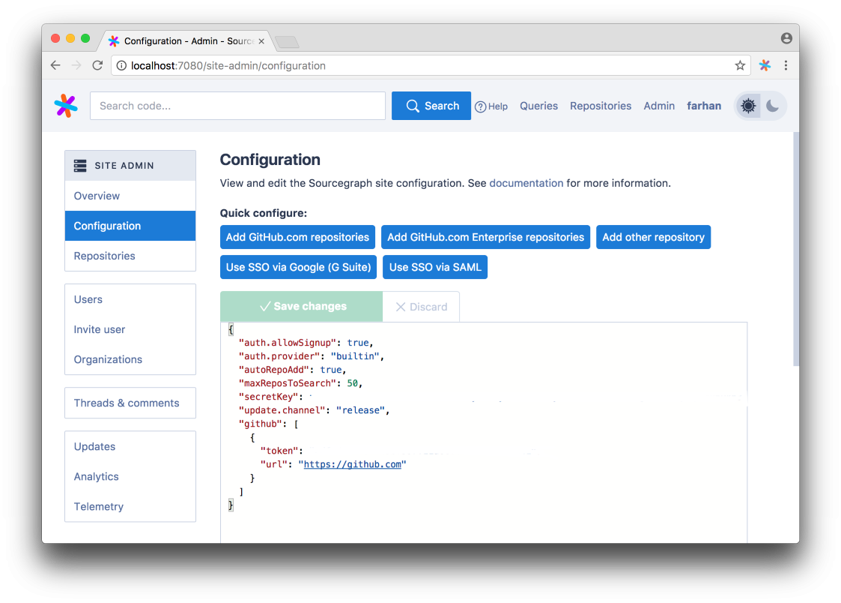 Configuration - Admin - Sourc
localhost:7080/site-admin/configuration
Search code...
Search
Help
Queries
Repositories
Admin
farhan
SITE ADMIN
Overview
Configuration
Repositories
Users
Invite user
Organizations
Threads & comments
Updates
Analytics
Telemetry
Configuration
View and edit the Sourcegraph site configuration. See documentation for more information.
Quick configure:
Add GitHub.com repositories
Add GitHub.com Enterprise repositories
Add other repository
Use SSO via Google (G Suite)
Use SSO via SAML
Save changes
Discard
{
"auth.allowSignup": true,
"auth.provider": "builtin",
"autoRepoAdd": true,
"maxReposToSearch": 50,
"secretKey":
"update.channel": "release",
"github": [
{
"token":
"url": "https://github.com"
}
]
}